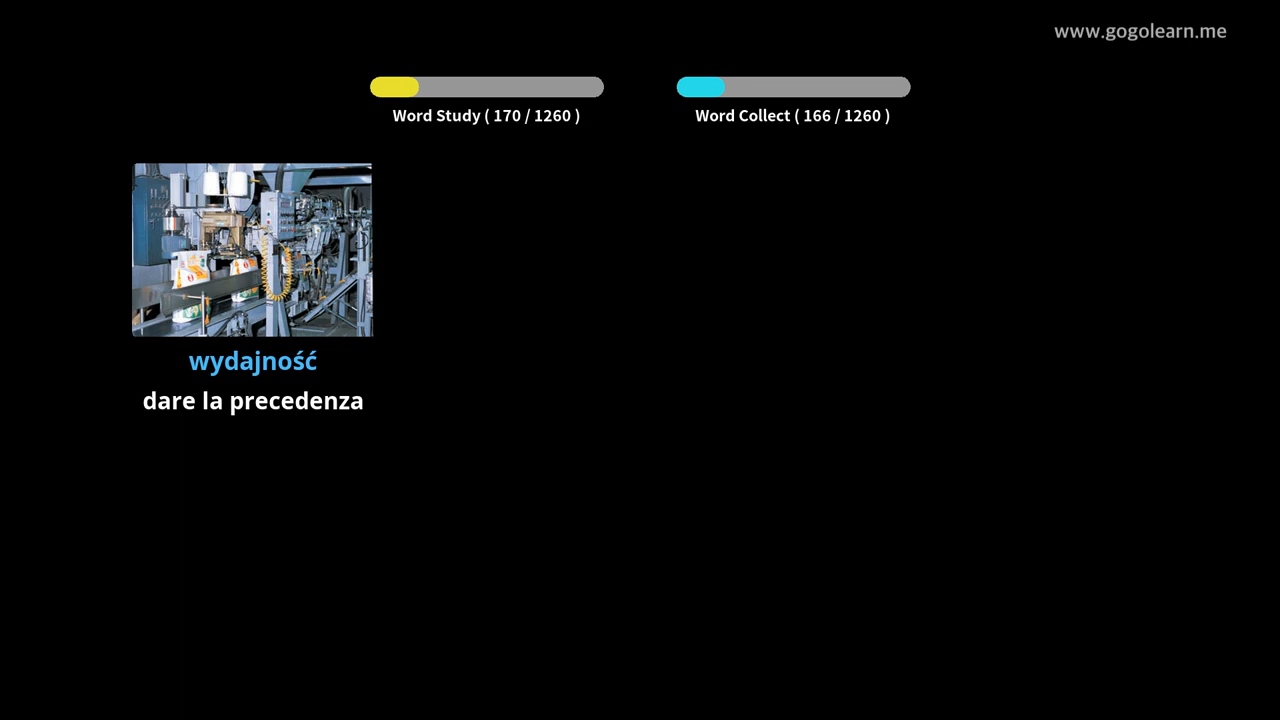 www.gogolearn.me
Word Study ( 170 / 1260 )
Word Collect ( 166 / 1260 )
wydajność
dare la precedenza